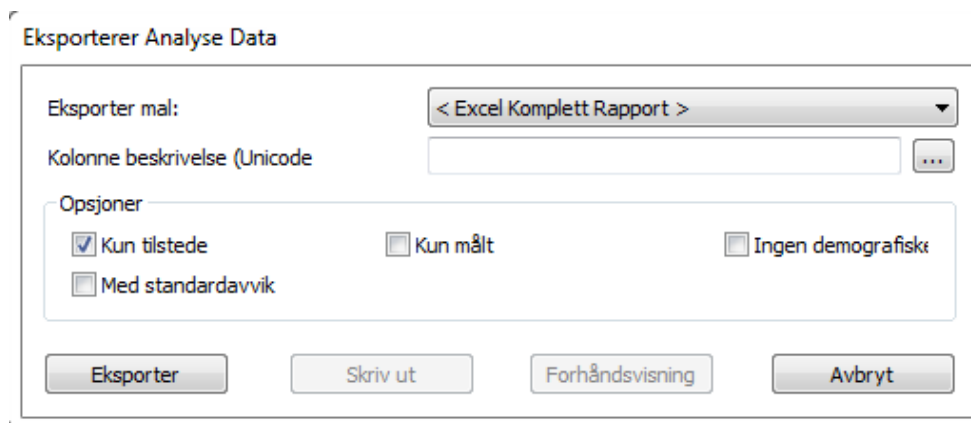 Eksporterer Analyse Data
Eksporter mal:
< Excel Komplett Rapport >
Kolonne beskrivelse (Unicode
...
Opsjoner
Kun tilstede
Kun målt
Ingen demografiske
Med standardavvik
Eksporter
Skriv ut
Forhåndsvisning
Avbryt